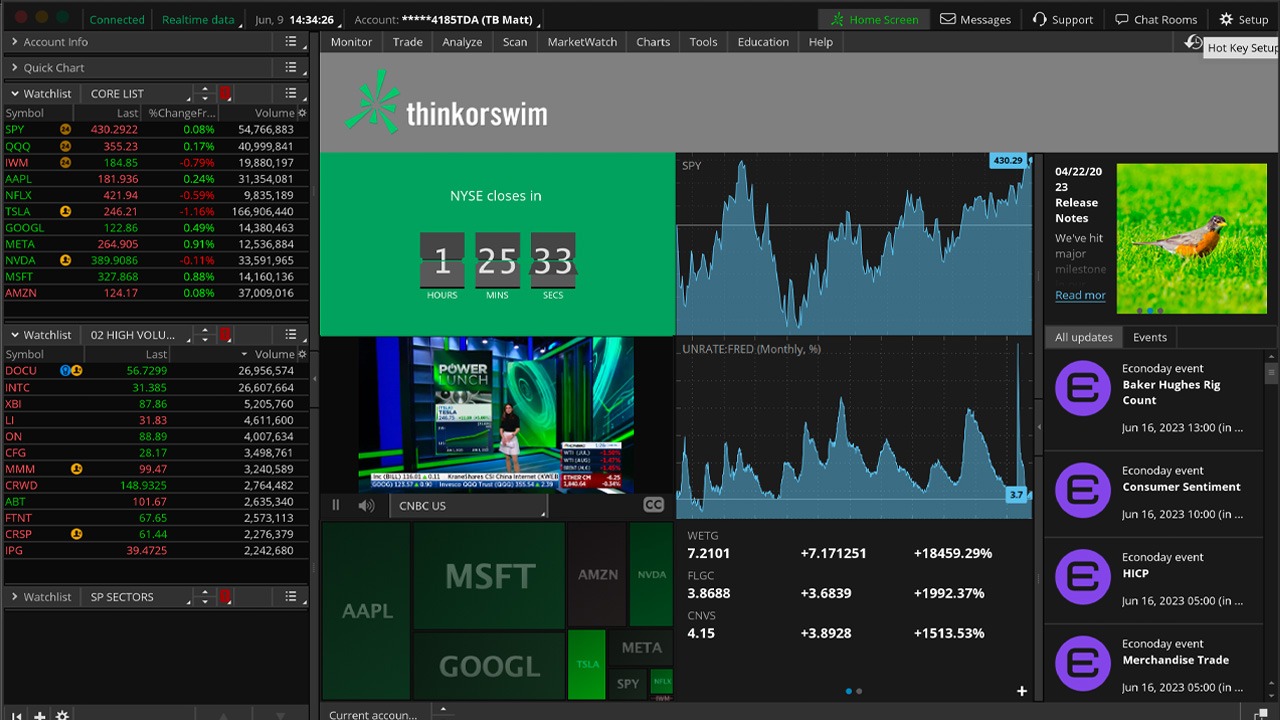 Connected Realtime data Jun, 9 14:34:26 Account: *****4185TDA (TB Matt) Home Screen Messages Support Chat Rooms Setup
Account Info
Monitor Trade Analyze Scan MarketWatch Charts Tools Education Help
Hot Key Setup
Quick Chart
Watchlist CORE LIST
Symbol Last %ChangeFr... Volume
SPY 24 430.2922 0.08% 54,766,883
QQQ 24 355.23 0.17% 40,999,841
IWM 24 184.85 -0.79% 19,880,197
AAPL 181.936 0.24% 31,354,081
NFLX 421.94 -0.59% 9,835,189
TSLA 246.21 -1.16% 166,906,440
GOOGL 122.86 0.49% 14,380,463
META 264.905 0.91% 12,536,884
NVDA 389.9086 -0.11% 33,591,965
MSFT 327.868 0.88% 14,160,136
AMZN 124.17 0.08% 37,009,016
Watchlist 02 HIGH VOLU...
Symbol Last Volume
DOCU 56.7299 26,956,574
INTC 31.385 26,607,664
XBI 87.86 5,205,760
LI 31.83 4,611,600
ON 88.89 4,007,634
CFG 28.17 3,498,761
MMM 99.47 3,240,589
CRWD 148.9325 2,764,482
ABT 101.67 2,635,340
FTNT 67.65 2,573,113
CRSP 61.44 2,276,379
IPG 39.4725 2,242,680
Watchlist SP SECTORS
thinkorswim
NYSE closes in
1 25 33
HOURS MINS SECS
POWER
LUNCH
TESLA
CNBC US CC
AAPL
MSFT
AMZN
NVDA
GOOGL
TSLA
META
SPY
NFLX
IWM
SPY
430.29
UNRATE:FRED (Monthly, %)
3.7
WETG
7.2101 +7.171251 +18459.29%
FLGC
3.8688 +3.6839 +1992.37%
CNVS
4.15 +3.8928 +1513.53%
04/22/20
23
Release
Notes
We've hit
major
milestone
Read more
All updates Events
Econoday event
Baker Hughes Rig
Count
Jun 16, 2023 13:00 (in ...
Econoday event
Consumer Sentiment
Jun 16, 2023 10:00 (in ...
Econoday event
HICP
Jun 16, 2023 05:00 (in ...
Econoday event
Merchandise Trade
Jun 16, 2023 05:00 (in ...
Current accoun...